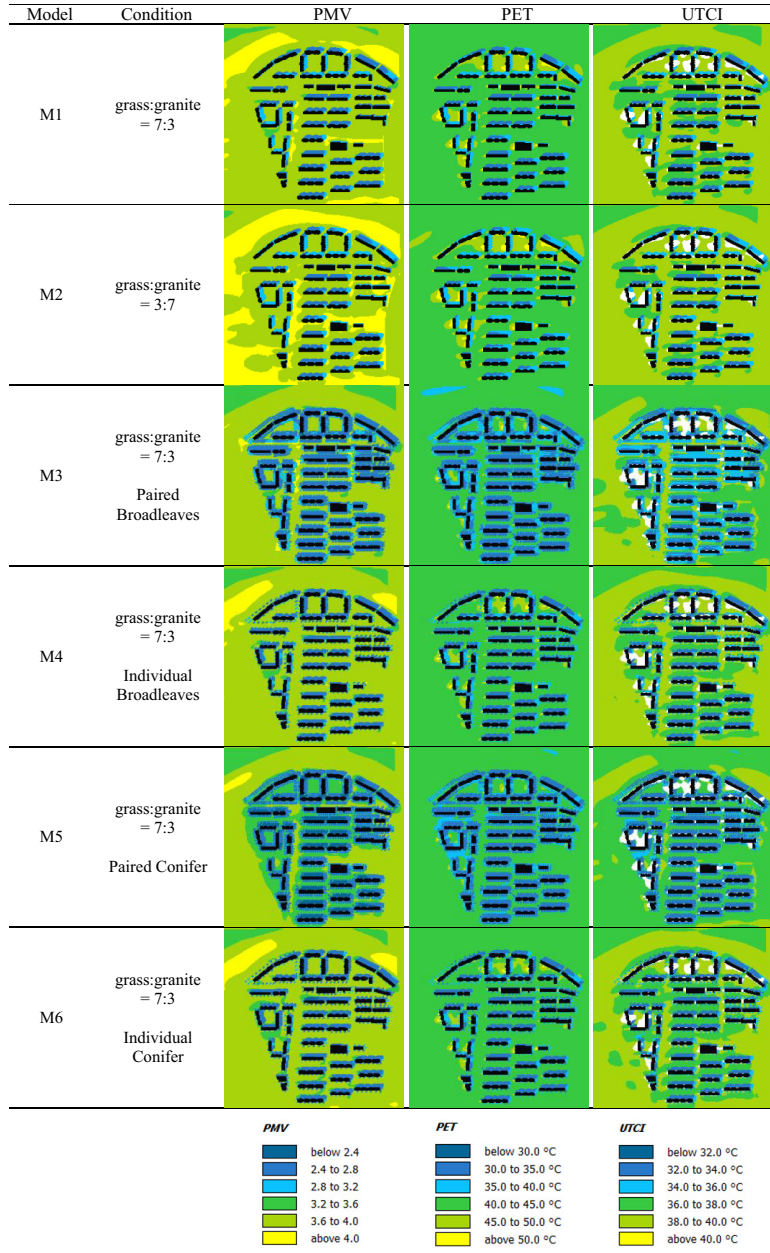 Model Condition PMV PET UTCI
M1
grass:granite
= 7:3
M2
grass:granite
= 3:7
M3
grass:granite
= 7:3
Paired
Broadleaves
M4
grass:granite
= 7:3
Individual
Broadleaves
M5
grass:granite
= 7:3
Paired Conifer
M6
grass:granite
= 7:3
Individual
Conifer
PMV PET UTCI
below 2.4 below 30.0 °C below 32.0 °C
2.4 to 2.8 30.0 to 35.0 °C 32.0 to 34.0 °C
2.8 to 3.2 35.0 to 40.0 °C 34.0 to 36.0 °C
3.2 to 3.6 40.0 to 45.0 °C 36.0 to 38.0 °C
3.6 to 4.0 45.0 to 50.0 °C 38.0 to 40.0 °C
above 4.0 above 50.0 °C above 40.0 °C